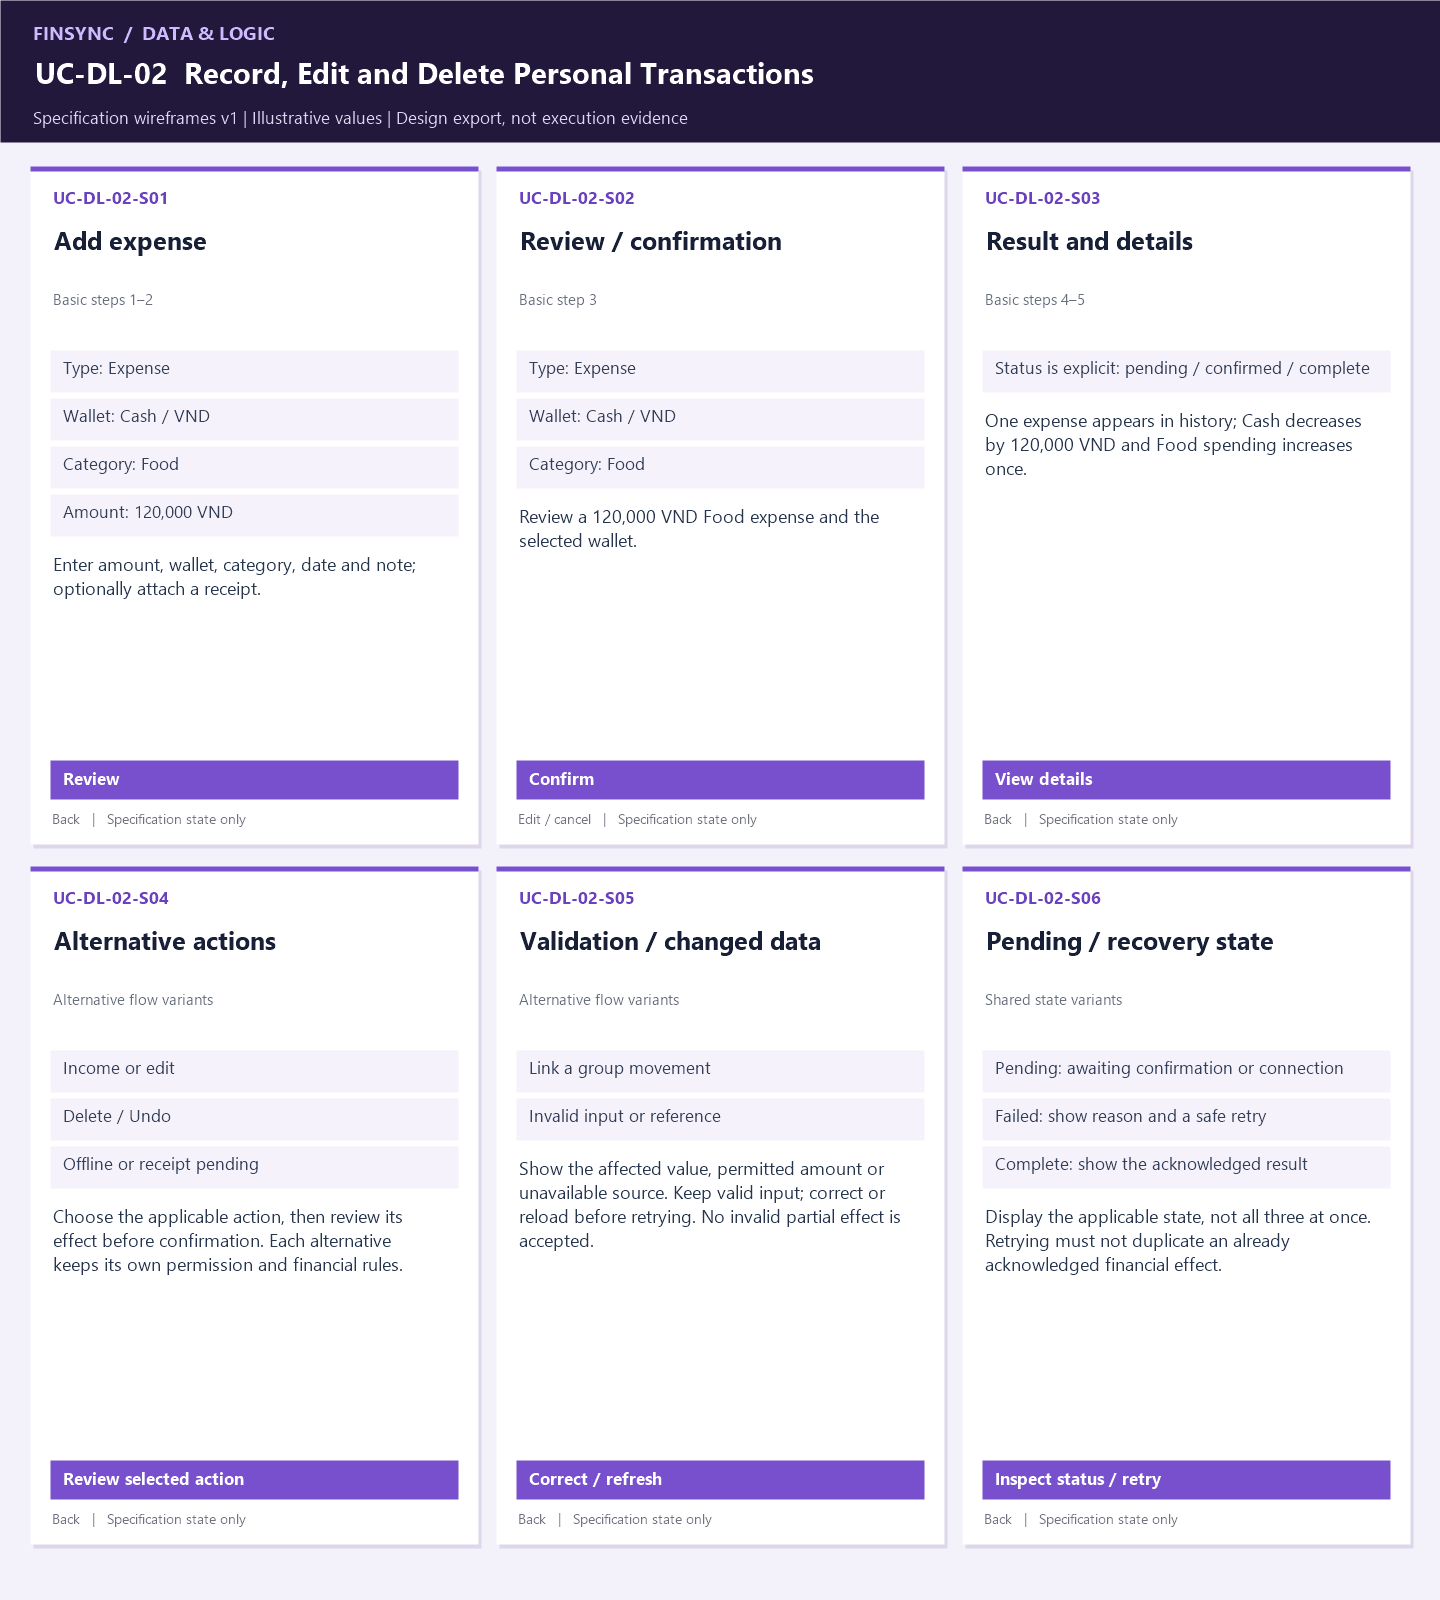 FINSYNC / DATA & LOGIC
UC-DL-02 Record, Edit and Delete Personal Transactions
Specification wireframes v1 | Illustrative values | Design export, not execution evidence
UC-DL-02-S01
Add expense
Basic steps 1–2
Type: Expense
Wallet: Cash / VND
Category: Food
Amount: 120,000 VND
Enter amount, wallet, category, date and note;
optionally attach a receipt.
Review
Back | Specification state only
UC-DL-02-S02
Review / confirmation
Basic step 3
Type: Expense
Wallet: Cash / VND
Category: Food
Review a 120,000 VND Food expense and the
selected wallet.
Confirm
Edit / cancel | Specification state only
UC-DL-02-S03
Result and details
Basic steps 4–5
Status is explicit: pending / confirmed / complete
One expense appears in history; Cash decreases
by 120,000 VND and Food spending increases
once.
View details
Back | Specification state only
UC-DL-02-S04
Alternative actions
Alternative flow variants
Income or edit
Delete / Undo
Offline or receipt pending
Choose the applicable action, then review its
effect before confirmation. Each alternative
keeps its own permission and financial rules.
Review selected action
Back | Specification state only
UC-DL-02-S05
Validation / changed data
Alternative flow variants
Link a group movement
Invalid input or reference
Show the affected value, permitted amount or
unavailable source. Keep valid input; correct or
reload before retrying. No invalid partial effect is
accepted.
Correct / refresh
Back | Specification state only
UC-DL-02-S06
Pending / recovery state
Shared state variants
Pending: awaiting confirmation or connection
Failed: show reason and a safe retry
Complete: show the acknowledged result
Display the applicable state, not all three at once.
Retrying must not duplicate an already
acknowledged financial effect.
Inspect status / retry
Back | Specification state only